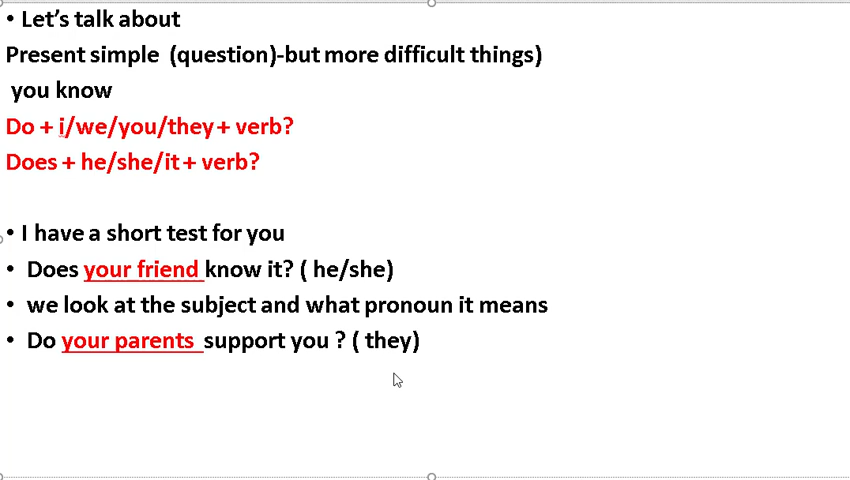 • Let's talk about
Present simple (question)-but more difficult things)
you know
Do + i/we/you/they + verb?
Does + he/she/it + verb?
• I have a short test for you
• Does your friend know it? ( he/she)
• we look at the subject and what pronoun it means
• Do your parents support you ? ( they)